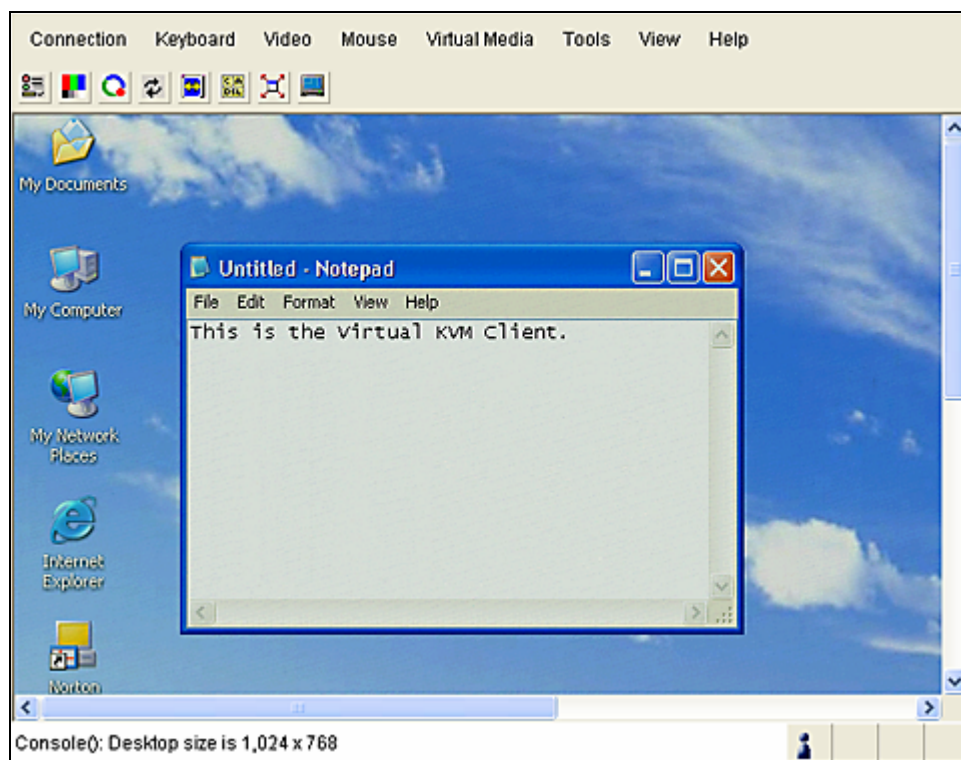 Connection Keyboard Video Mouse Virtual Media Tools View Help
My Documents
My Computer
My Network
Places
Internet
Explorer
Norton
Untitled - Notepad
File Edit Format View Help
This is the Virtual KVM Client.
Console(): Desktop size is 1,024 x 768